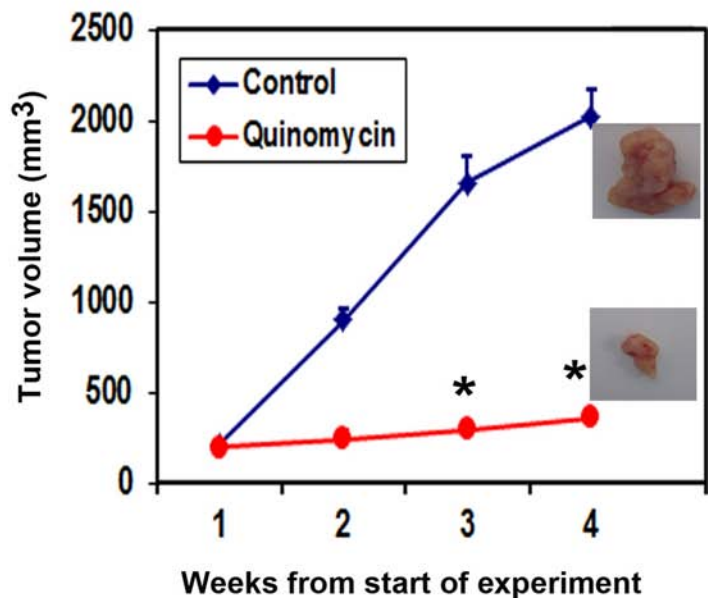 2500
2000
1500
1000
500
0
Tumor volume (mm³)
Control
Quinomycin
*
*
1 2 3 4
Weeks from start of experiment